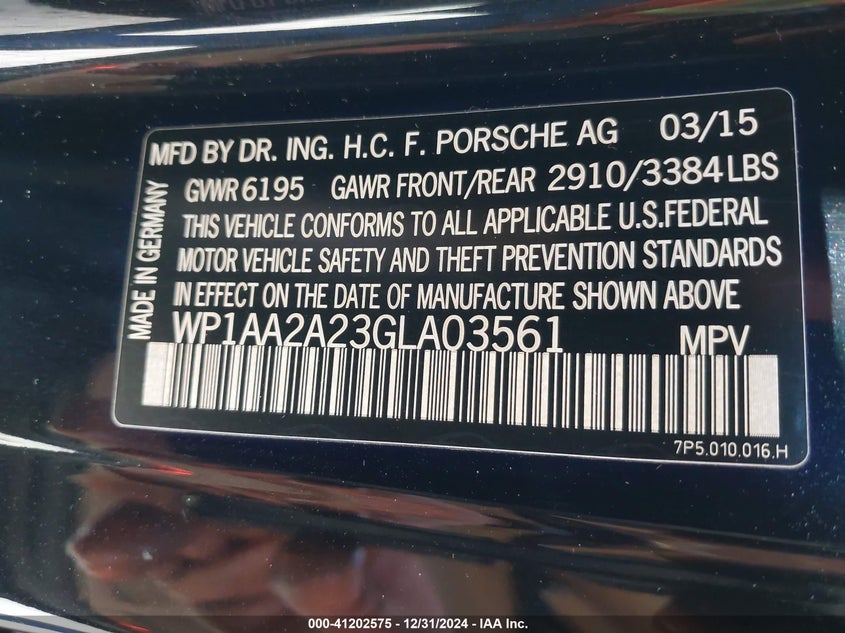 MFD BY DR. ING. H.C. F. PORSCHE AG 03/15
GVWR 6195 GAWR FRONT/REAR 2910/3384 LBS
THIS VEHICLE CONFORMS TO ALL APPLICABLE U.S.FEDERAL
MOTOR VEHICLE SAFETY AND THEFT PREVENTION STANDARDS
IN EFFECT ON THE DATE OF MANUFACTURE SHOWN ABOVE
WP1AA2A23GLA03561 MPV
MADE IN GERMANY
7P5.010.016.H
000-41202575 - 12/31/2024 - IAA Inc.